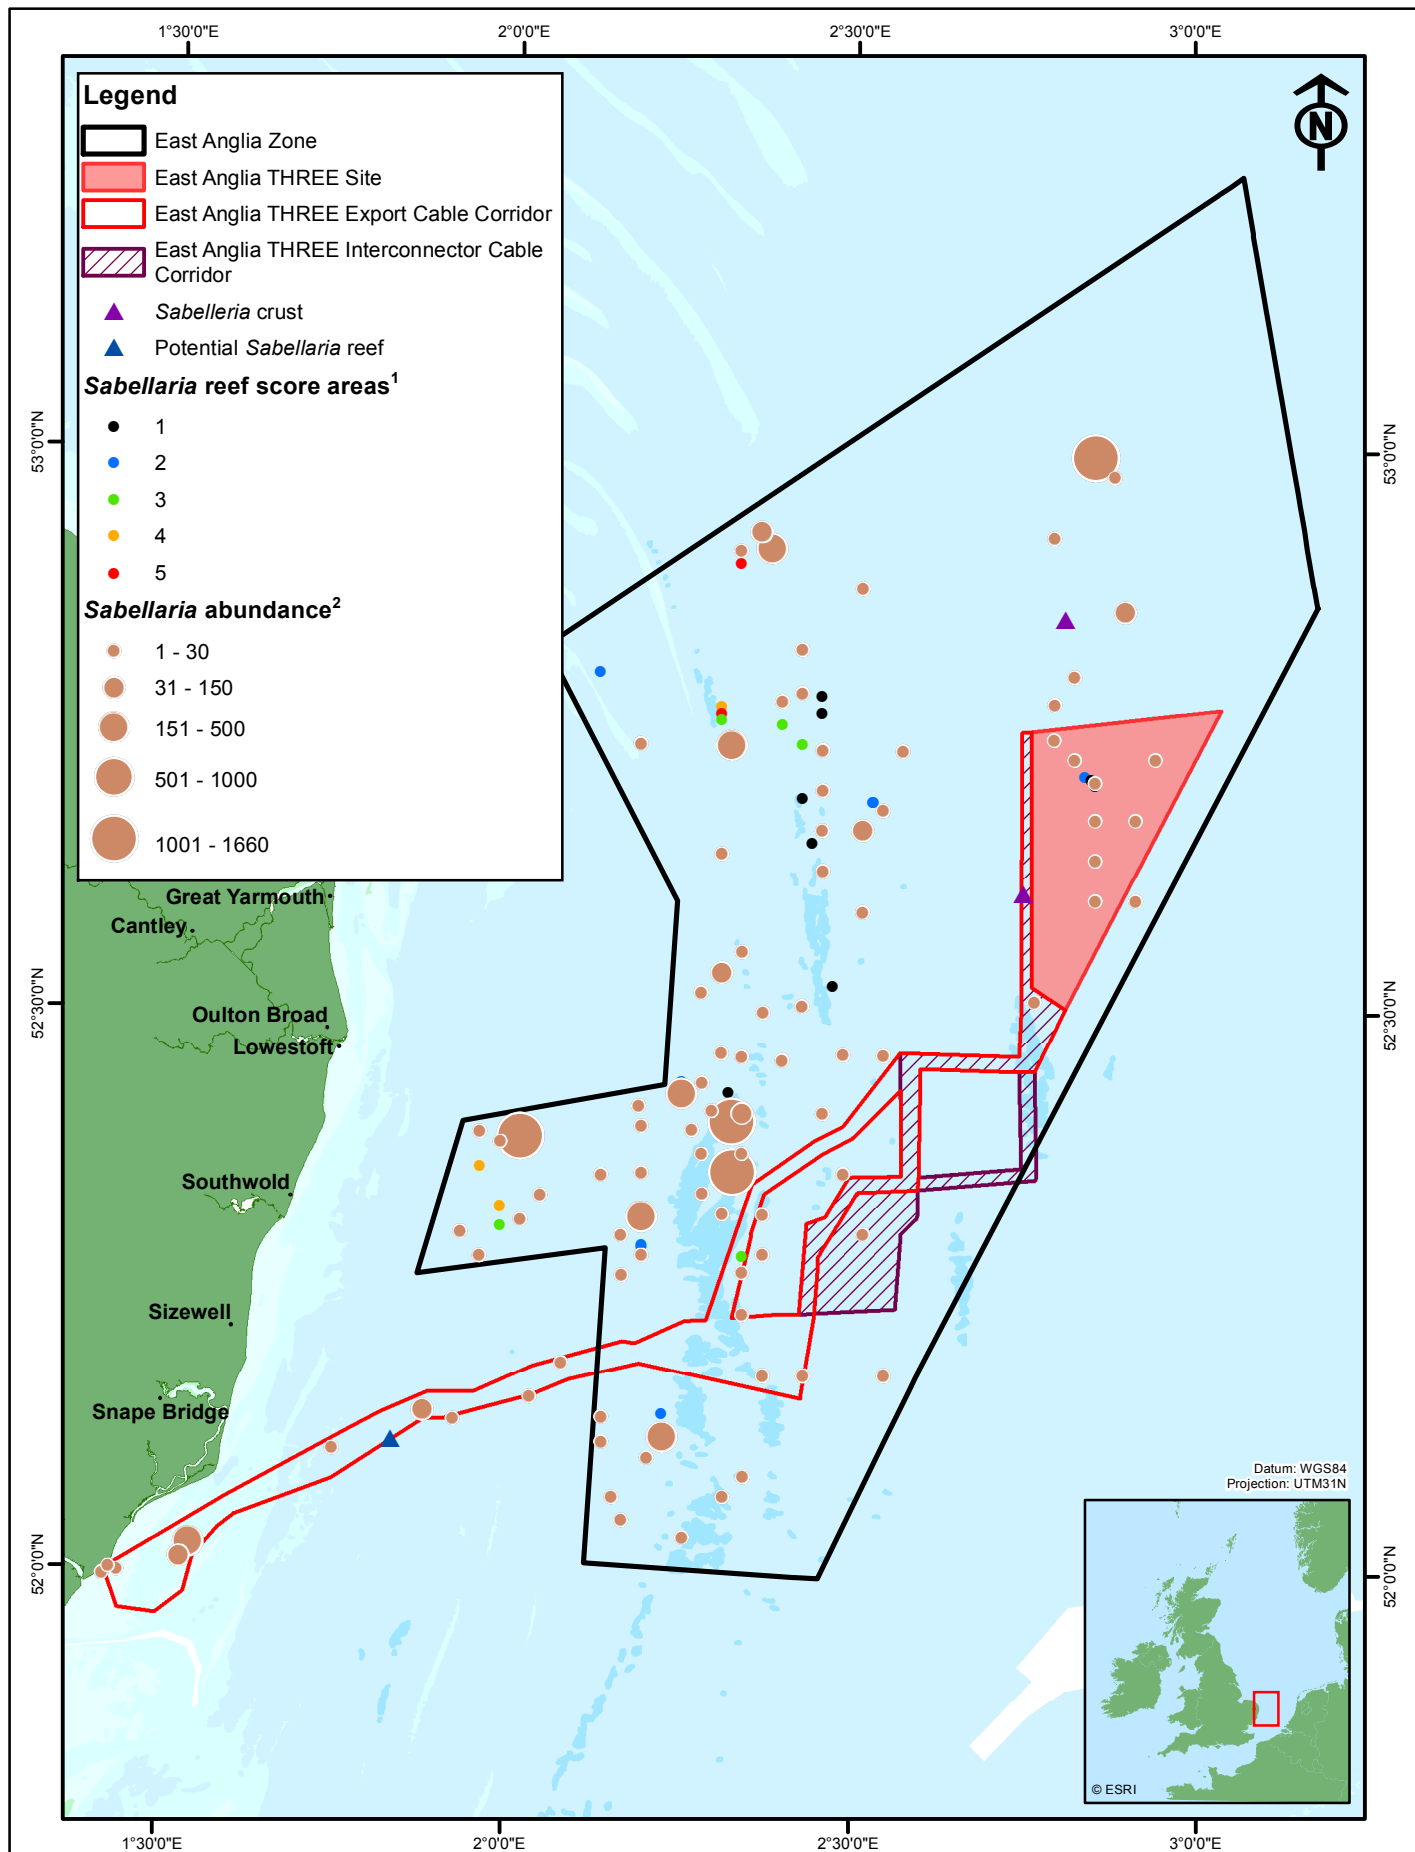 1°30'0"E
2°0'0"E
2°30'0"E
3°0'0"E
Legend
East Anglia Zone
East Anglia THREE Site
East Anglia THREE Export Cable Corridor
East Anglia THREE Interconnector Cable
Corridor
Sabelleria crust
Potential Sabellaria reef
Sabellaria reef score areas1
1
2
3
4
5
Sabellaria abundance2
1 - 30
31 - 150
151 - 500
501 - 1000
1001 - 1660
N
53°0'0"N
53°0'0"N
Great Yarmouth
Cantley
52°30'0"N
52°30'0"N
Oulton Broad
Lowestoft
Southwold
Sizewell
Snape Bridge
Datum: WGS84
Projection: UTM31N
52°0'0"N
52°0'0"N
© ESRI
1°30'0"E
2°0'0"E
2°30'0"E
3°0'0"E